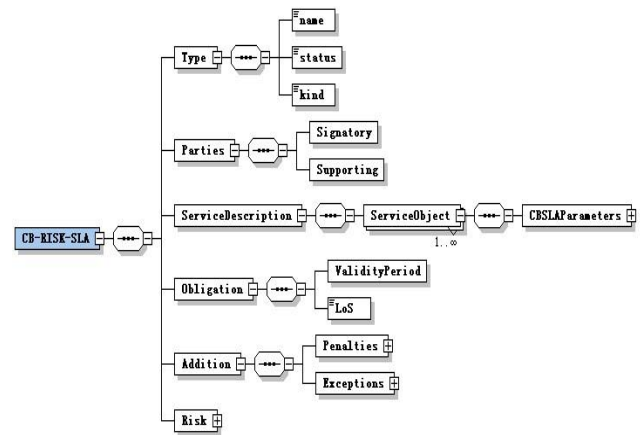 name
Type
status
kind
Signatory
Parties
Supporting
ServiceDescription
ServiceObject
CBSLAParameters
1..∞
CB-RISK-SLA
ValidityPeriod
Obligation
LoS
Penalties
Addition
Exceptions
Risk